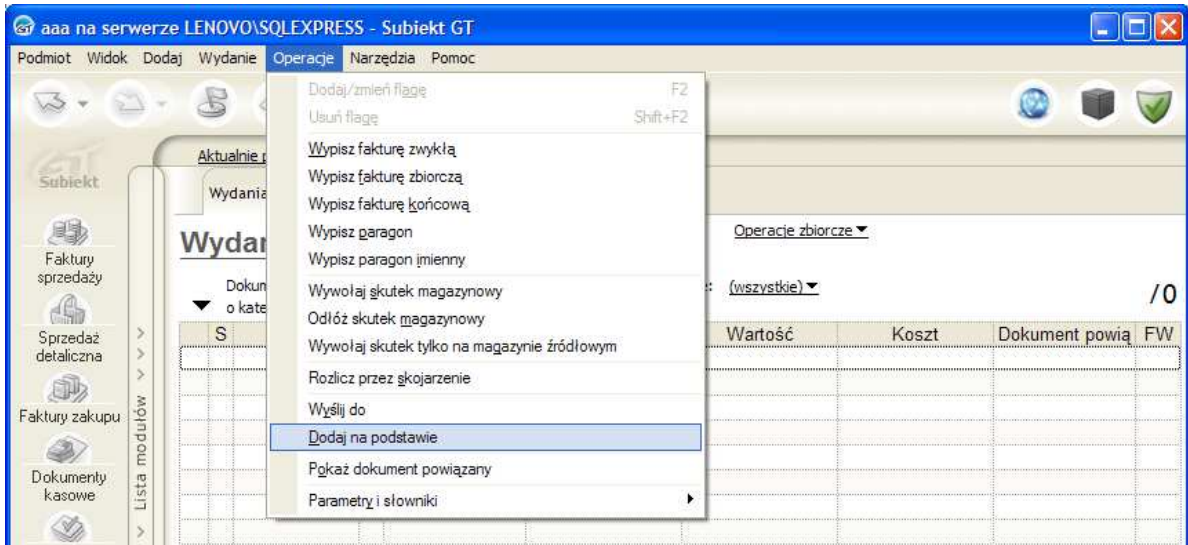 aaa na serwerze LENOVO\SQLEXPRESS - Subiekt GT
Podmiot Widok Dodaj Wydanie Operacje Narzędzia Pomoc
Dodaj/zmień flagę F2
Usuń flagę Shift+F2
Wypisz fakturę zwykłą
Wypisz fakturę zbiorczą
Wypisz fakturę końcową
Wypisz paragon
Wypisz paragon imienny
Wywołaj skutek magazynowy
Odłóż skutek magazynowy
Wywołaj skutek tylko na magazynie źródłowym
Rozlicz przez skojarzenie
Wyślij do
Dodaj na podstawie
Pokaż dokument powiązany
Parametry i słowniki
GT
Subiekt
Faktury
sprzedaży
Sprzedaż
detaliczna
Faktury zakupu
Dokumenty
kasowe
Lista modułów
Aktualnie
Wydania
Operacje zbiorcze
o kate
(wszystkie)
/0
S Wartość Koszt Dokument powią FW